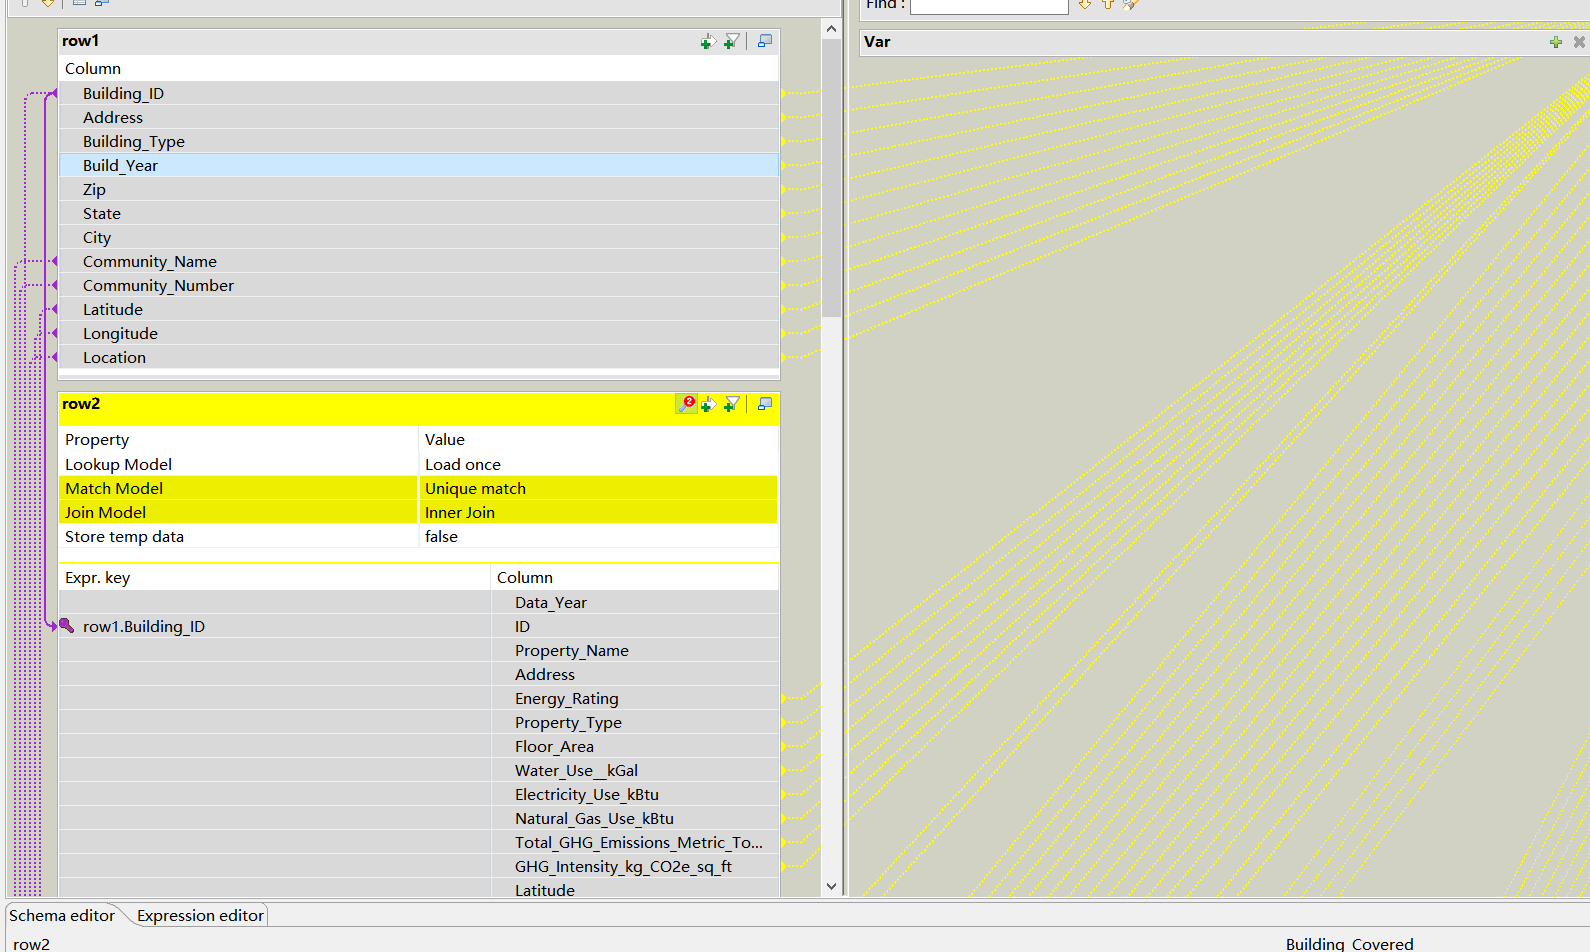 Find :
row1
Var
Column
Building_ID
Address
Building_Type
Build_Year
Zip
State
City
Community_Name
Community_Number
Latitude
Longitude
Location
row2
2
Property Value
Lookup Model Load once
Match Model Unique match
Join Model Inner Join
Store temp data false
Expr. key Column
Data_Year
row1.Building_ID ID
Property_Name
Address
Energy_Rating
Property_Type
Floor_Area
Water_Use__kGal
Electricity_Use_kBtu
Natural_Gas_Use_kBtu
Total_GHG_Emissions_Metric_To...
GHG_Intensity_kg_CO2e_sq_ft
Latitude
Schema editor Expression editor
row2 Building_Covered